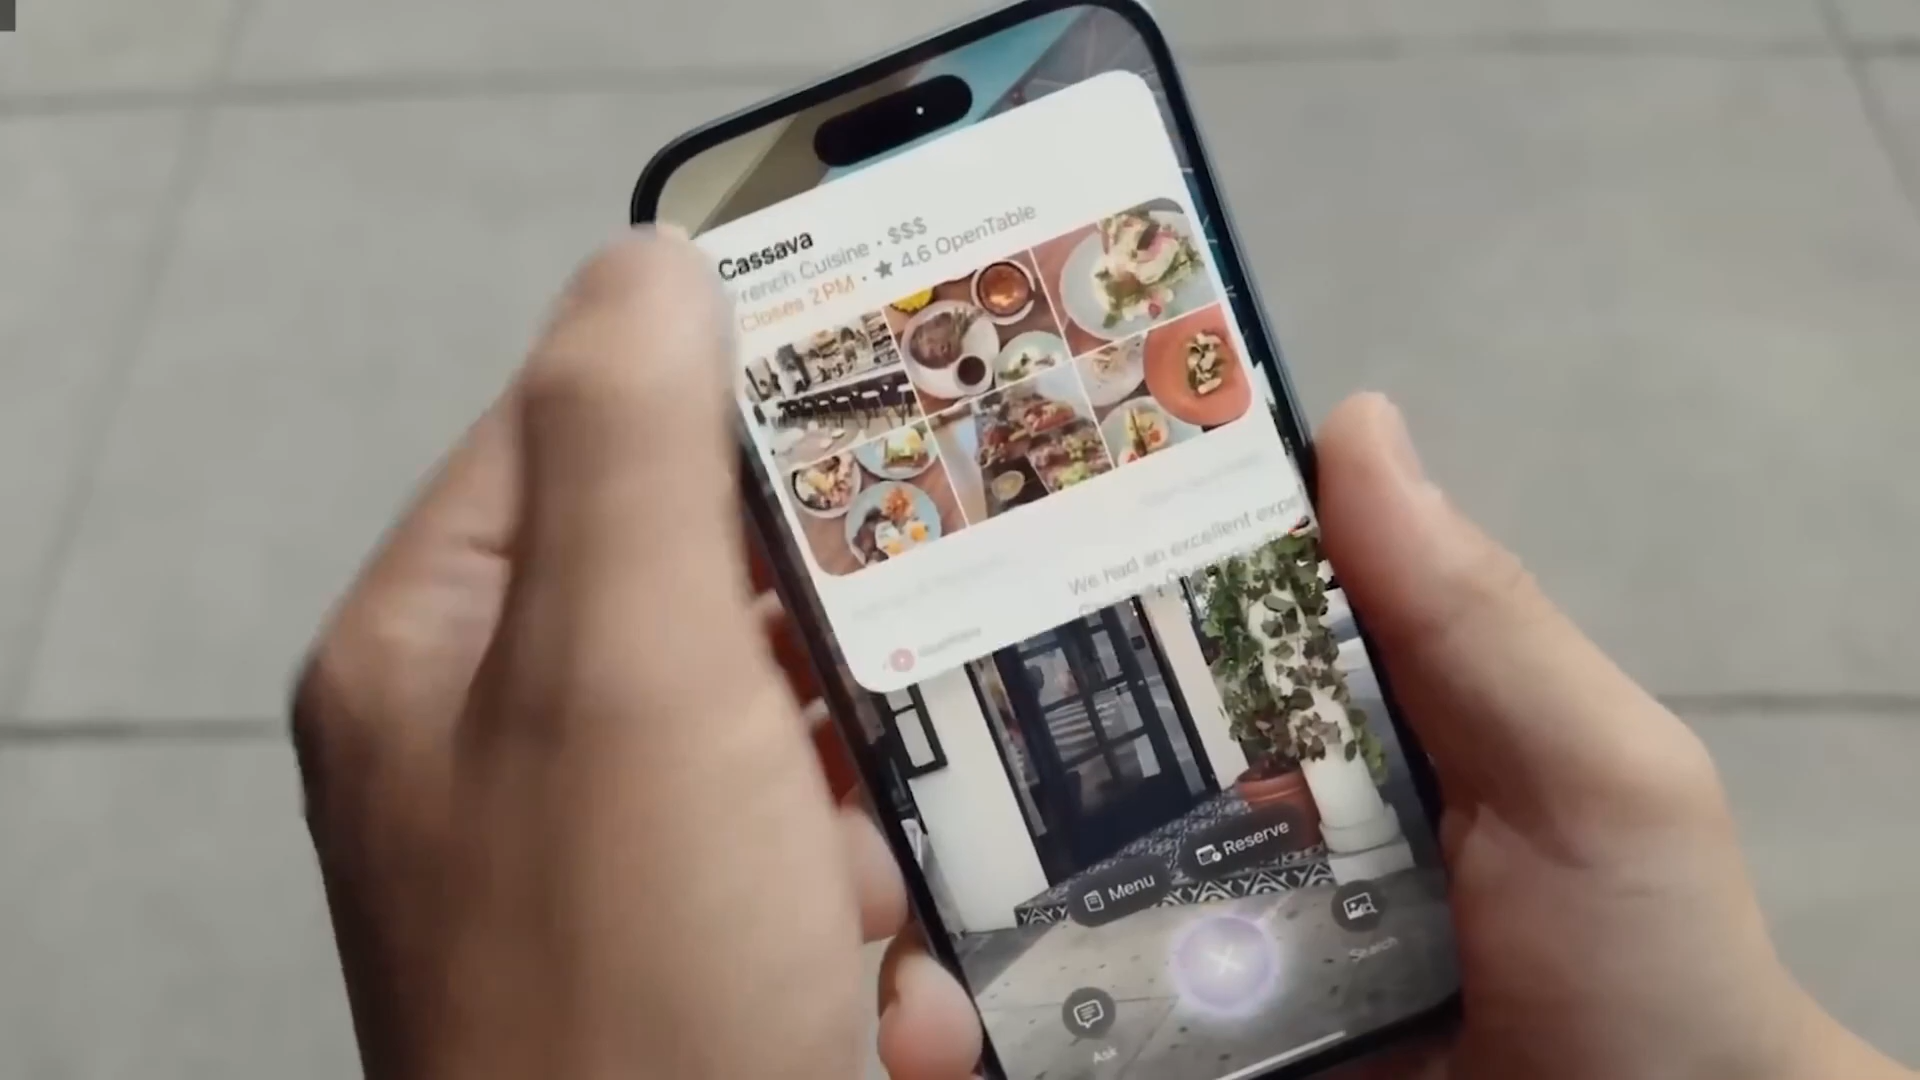 Cassava
French Cuisine · $$$
Closes 2 PM · ★ 4.6 OpenTable
We had an excellent expe
Reserve
Menu
Search
Ask